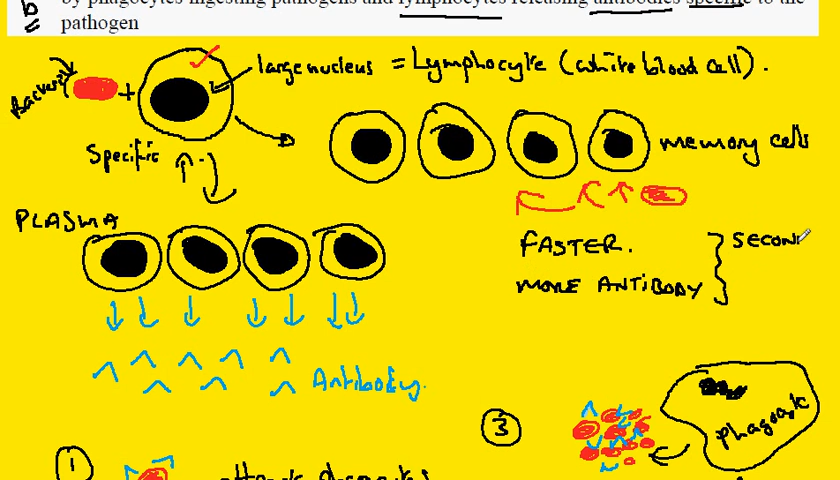 b
by phagocytes ingesting pathogens and lymphocytes releasing antibodies specific to the
pathogen
large nucleus = Lymphocyte (white blood cell).
+
Specific
memory cells
PLASMA
FASTER.
MORE ANTIBODY
SECON
Antibody.
3
phagocyte
1